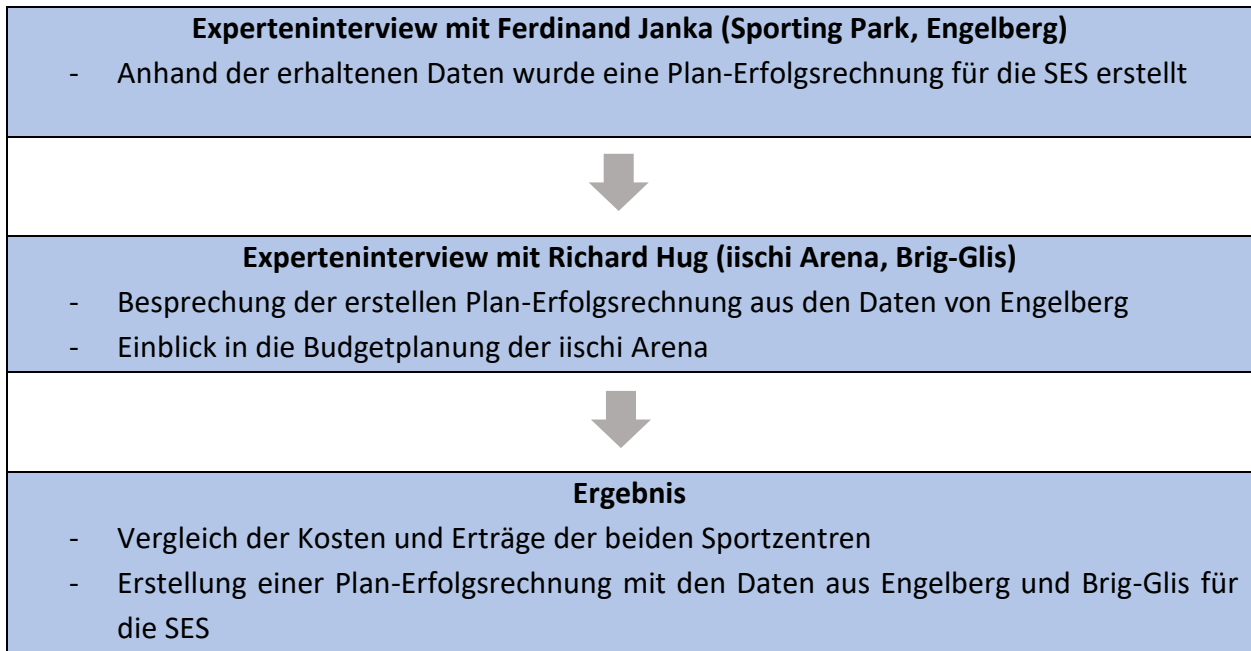 Experteninterview mit Ferdinand Janka (Sporting Park, Engelberg)
- Anhand der erhaltenen Daten wurde eine Plan-Erfolgsrechnung für die SES erstellt
Experteninterview mit Richard Hug (iischi Arena, Brig-Glis)
- Besprechung der erstellen Plan-Erfolgsrechnung aus den Daten von Engelberg
- Einblick in die Budgetplanung der iischi Arena
Ergebnis
- Vergleich der Kosten und Erträge der beiden Sportzentren
- Erstellung einer Plan-Erfolgsrechnung mit den Daten aus Engelberg und Brig-Glis für
die SES